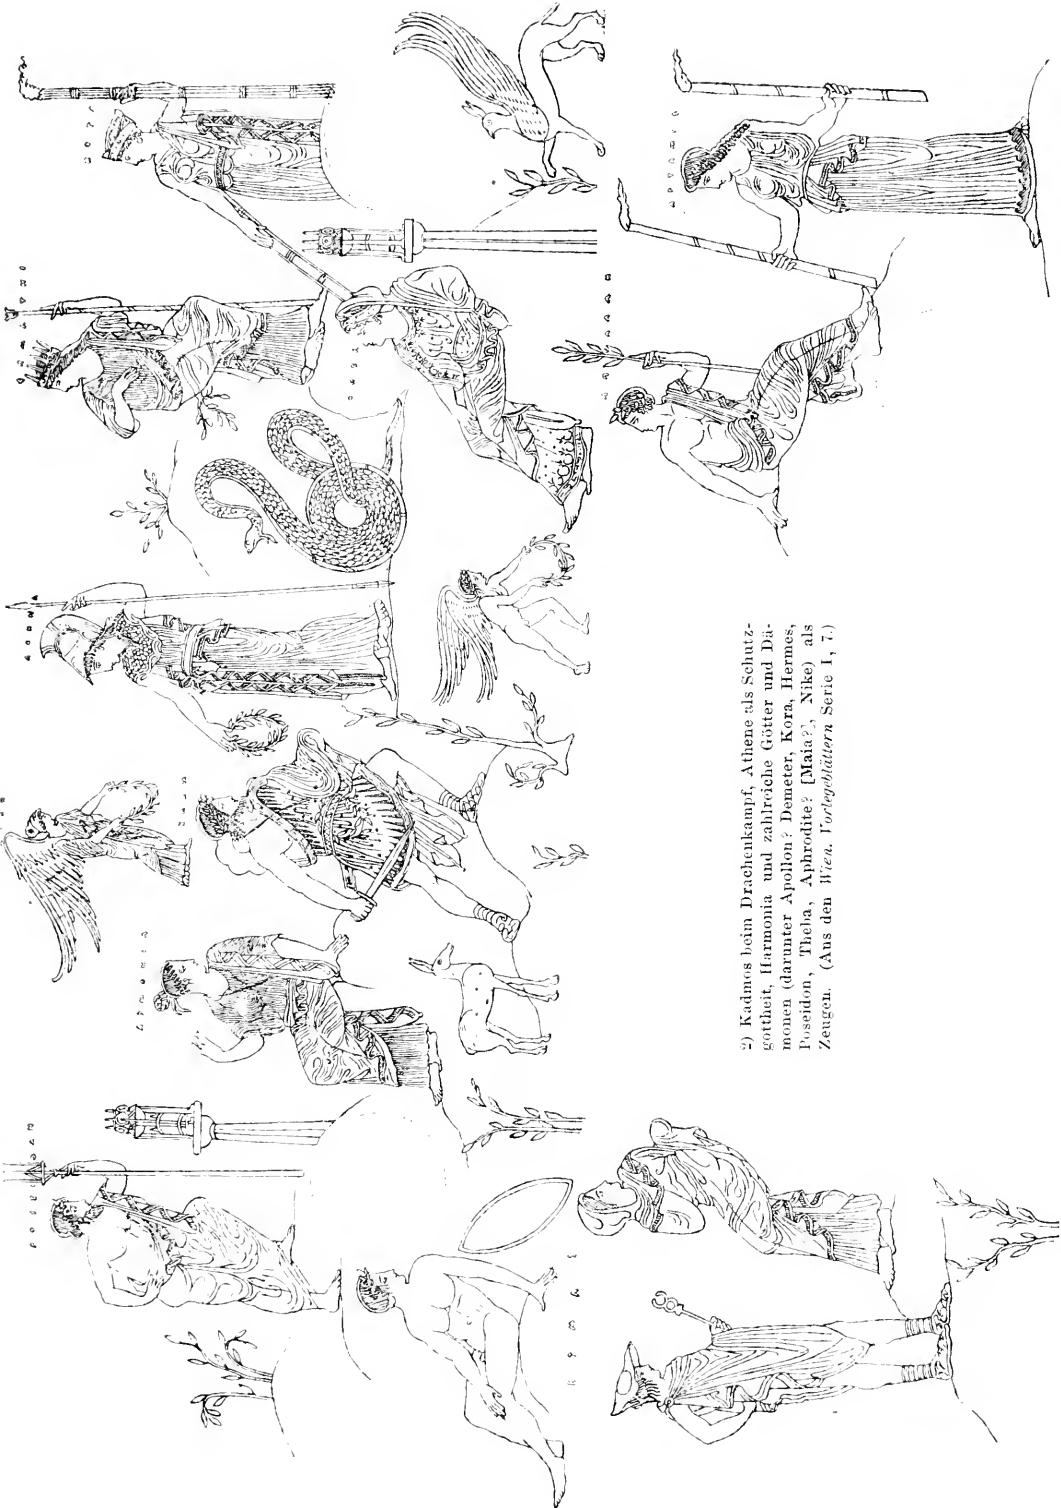 2) Kadmos beim Drachenkampf, Athene als Schutz-
gottheit, Harmonia und zahlreiche Götter und Dä-
monen (darunter Apollon? Demeter, Kora, Hermes,
Poseidon, Theba, Aphrodite? [Maia?], Nike) als
Zeugen. (Aus den Wien. Vorlegeblättern Serie I, 7.)